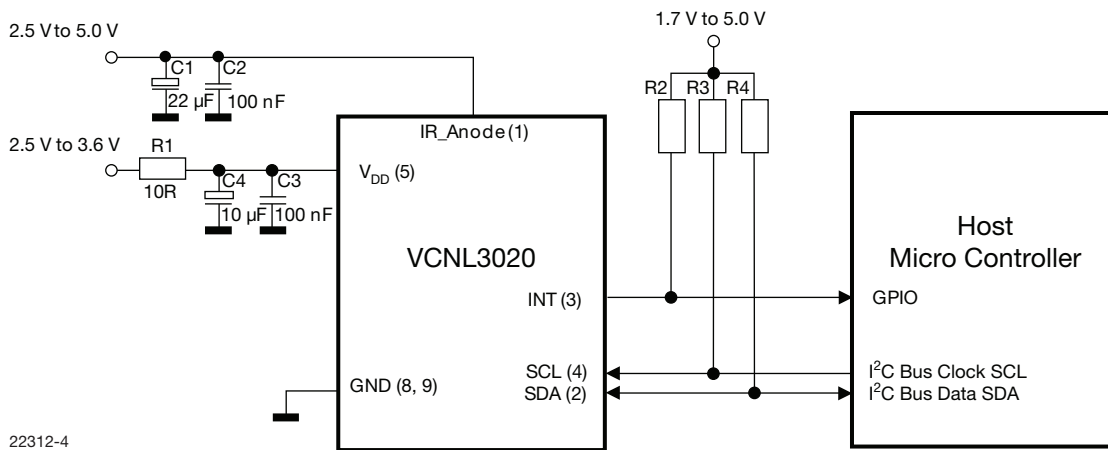 2.5 V to 5.0 V
1.7 V to 5.0 V
C1
C2
22 µF
100 nF
R2
R3
R4
IR_Anode (1)
2.5 V to 3.6 V
R1
10R
C4
C3
10 µF
100 nF
VDD (5)
VCNL3020
Host
Micro Controller
INT (3)
GPIO
SCL (4)
I²C Bus Clock SCL
GND (8, 9)
SDA (2)
I²C Bus Data SDA
22312-4